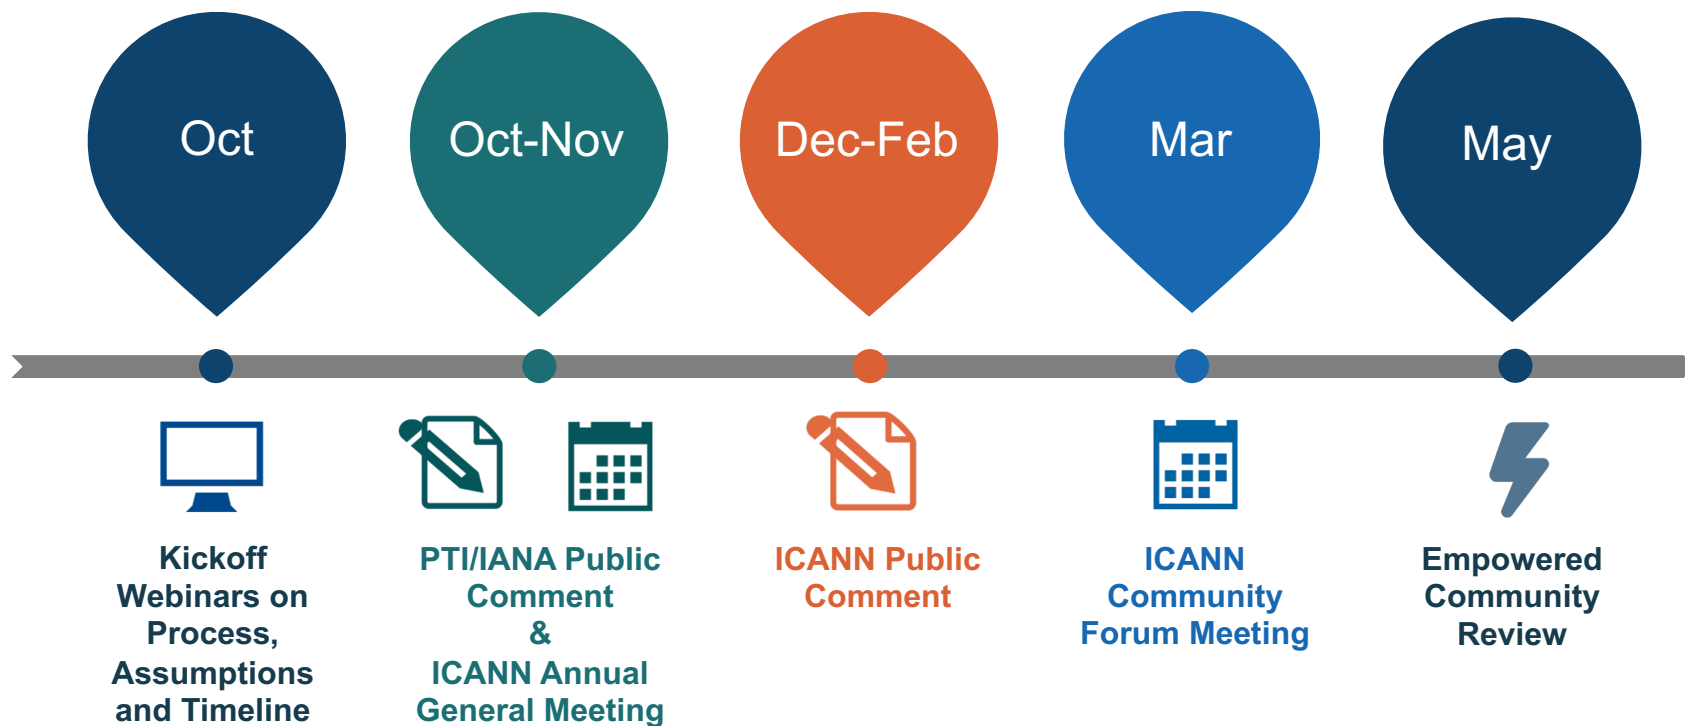 Oct
Oct-Nov
Dec-Feb
Mar
May
Kickoff
Webinars on
Process,
Assumptions
and Timeline
PTI/IANA Public
Comment
&
ICANN Annual
General Meeting
ICANN Public
Comment
ICANN
Community
Forum Meeting
Empowered
Community
Review